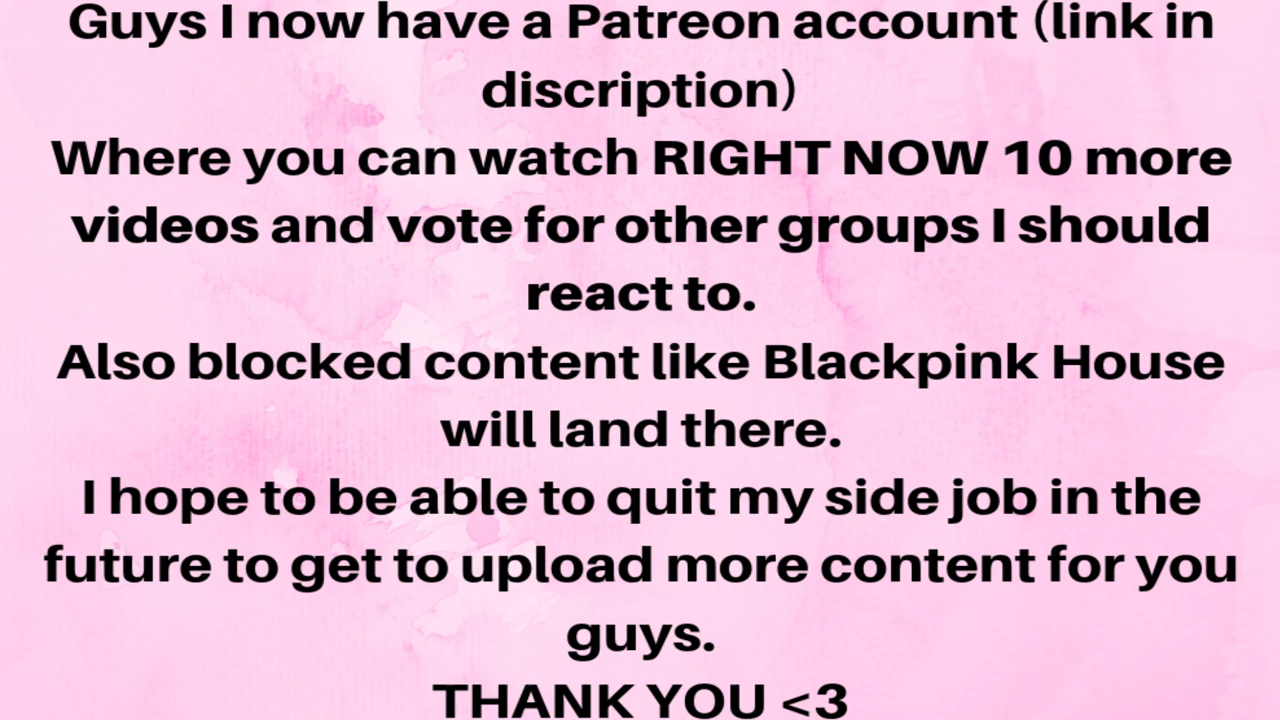 Guys I now have a Patreon account (link in
discription)
Where you can watch RIGHT NOW 10 more
videos and vote for other groups I should
react to.
Also blocked content like Blackpink House
will land there.
I hope to be able to quit my side job in the
future to get to upload more content for you
guys.
THANK YOU <3